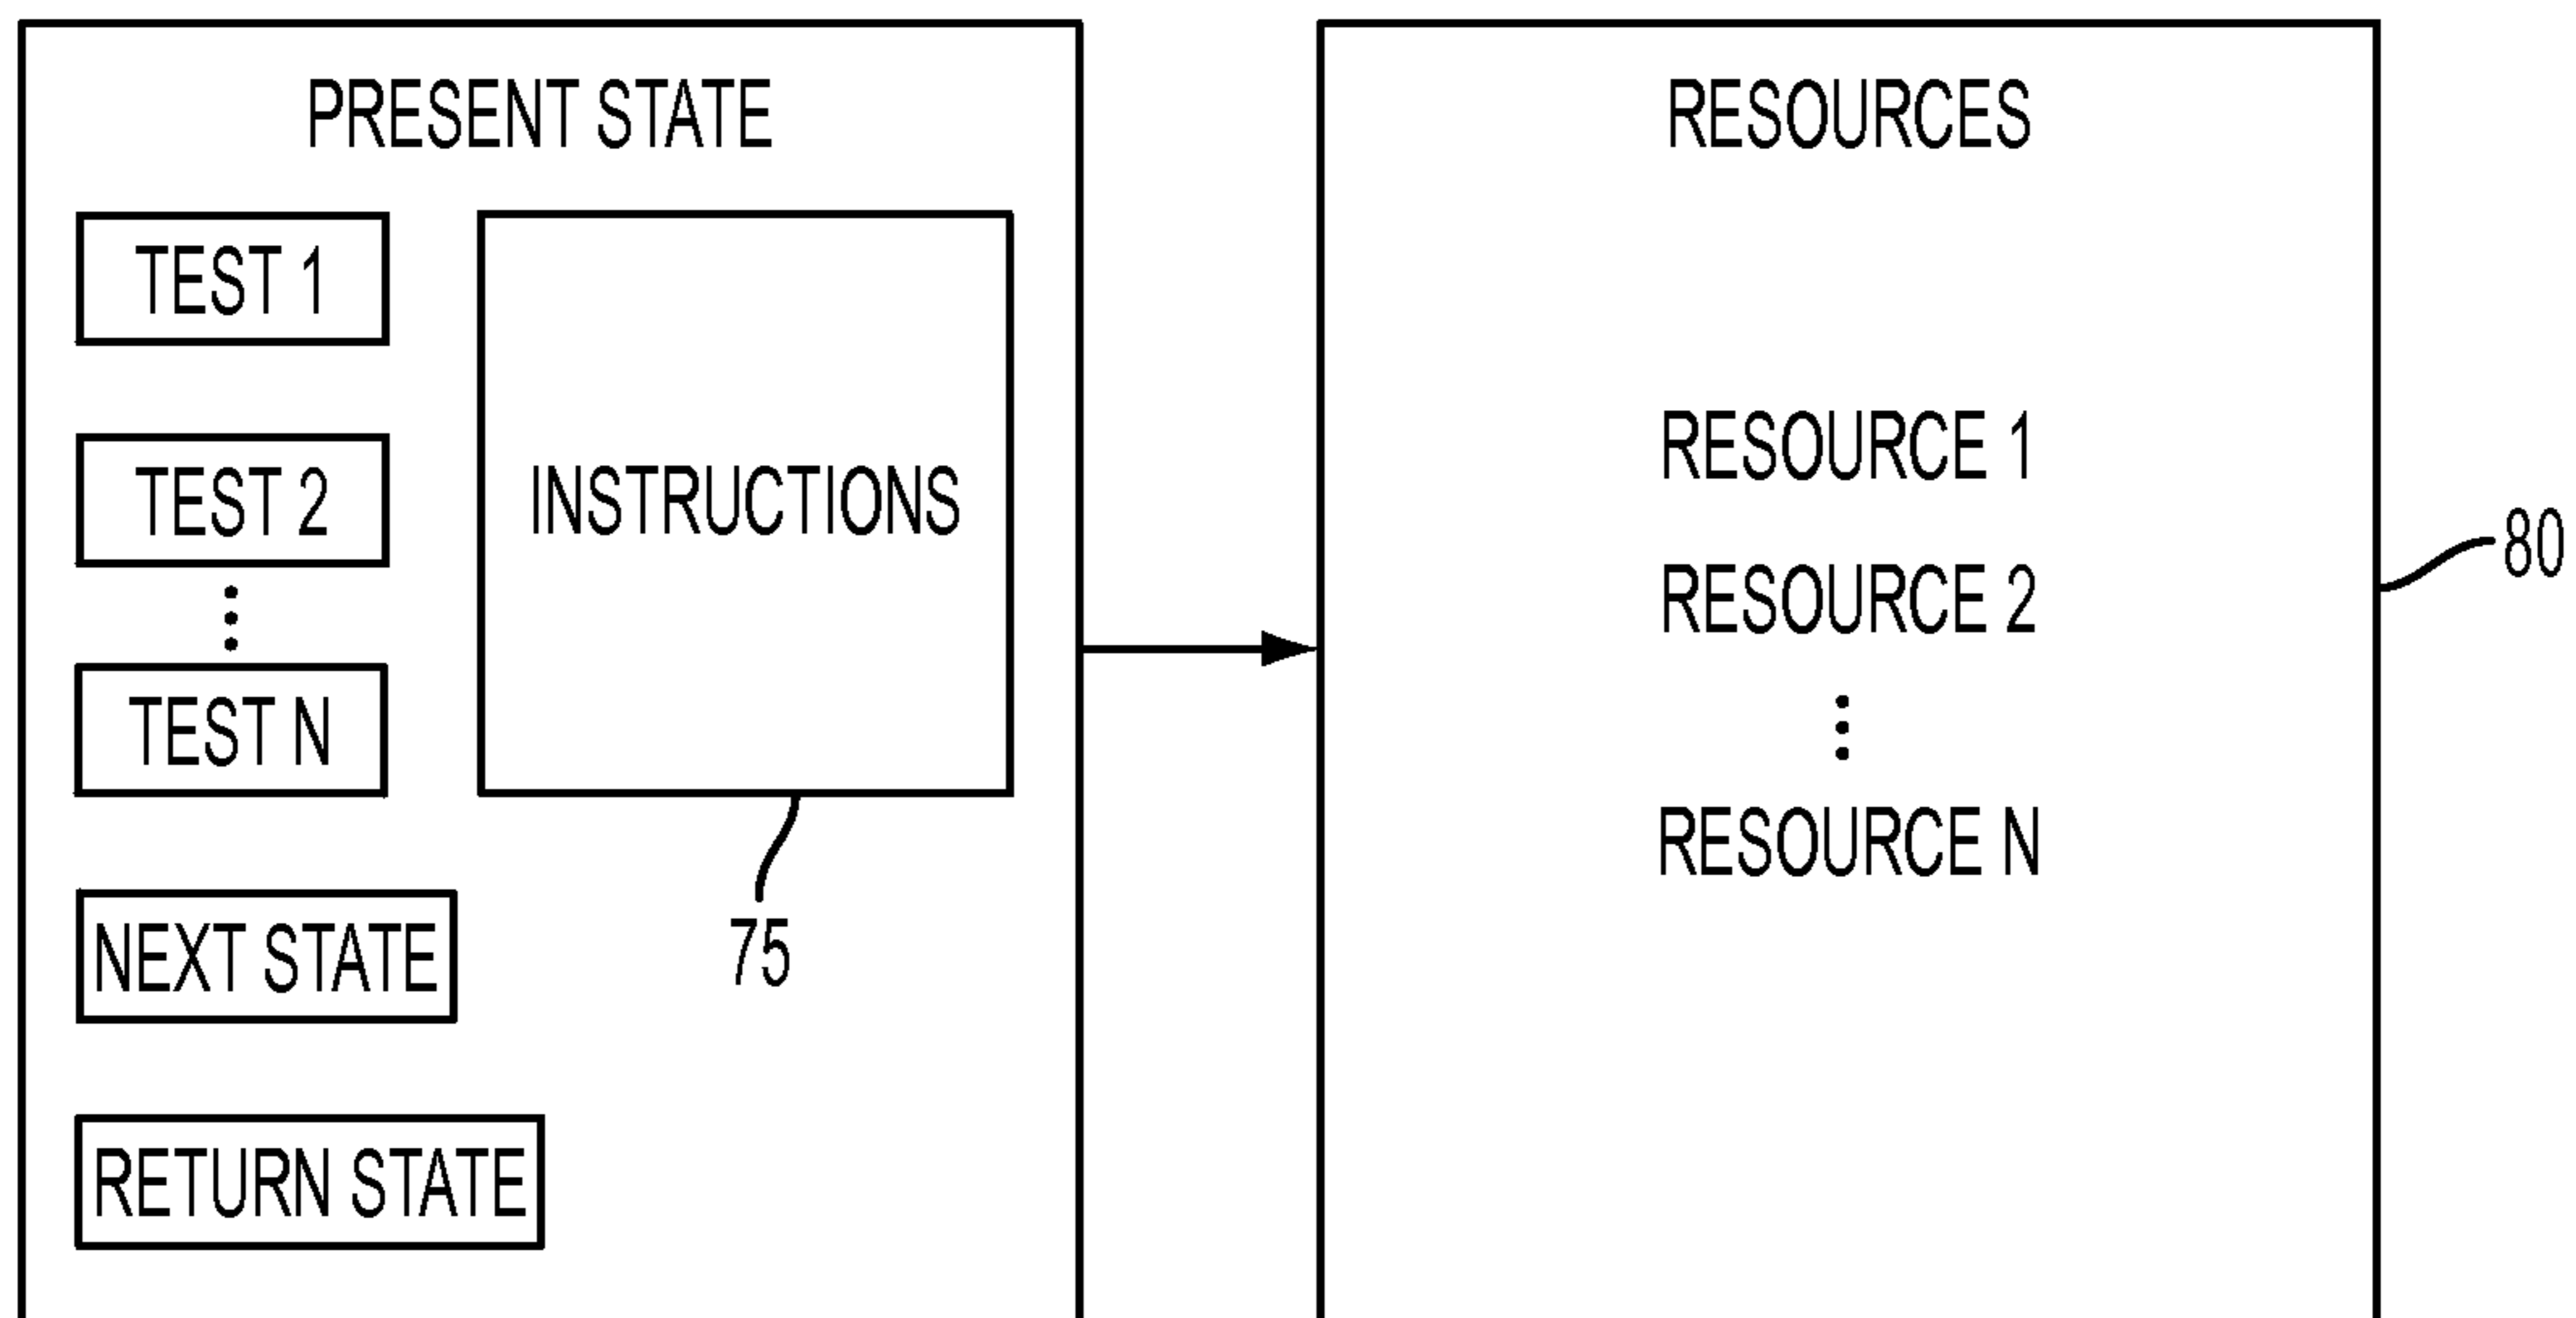 PRESENT STATE
TEST 1
TEST 2
TEST N
NEXT STATE
RETURN STATE
INSTRUCTIONS
75
RESOURCES
RESOURCE 1
RESOURCE 2
RESOURCE N
80